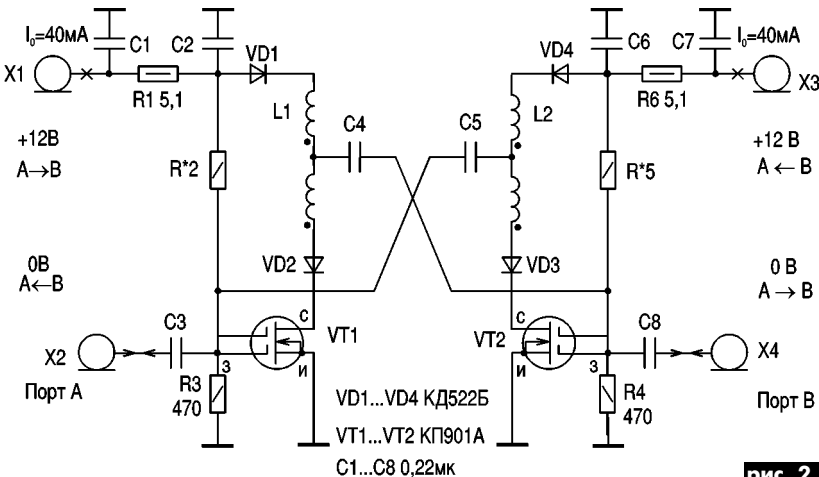 I₀=40мА
C1
C2
VD1
VD4
C6
C7
I₀=40мА
X1
R1 5,1
L1
L2
R6 5,1
X3
+12В
А→В
R*2
C4
C5
R*5
+12 В
А ← В
0В
А←В
VD2
VD3
0 В
А → В
с
с
X2
C3
VT1
VT2
C8
X4
з
и
и
з
Порт А
R3
470
R4
470
Порт В
VD1...VD4 КД522Б
VT1...VT2 КП901А
C1...C8 0,22мк
рис. 2